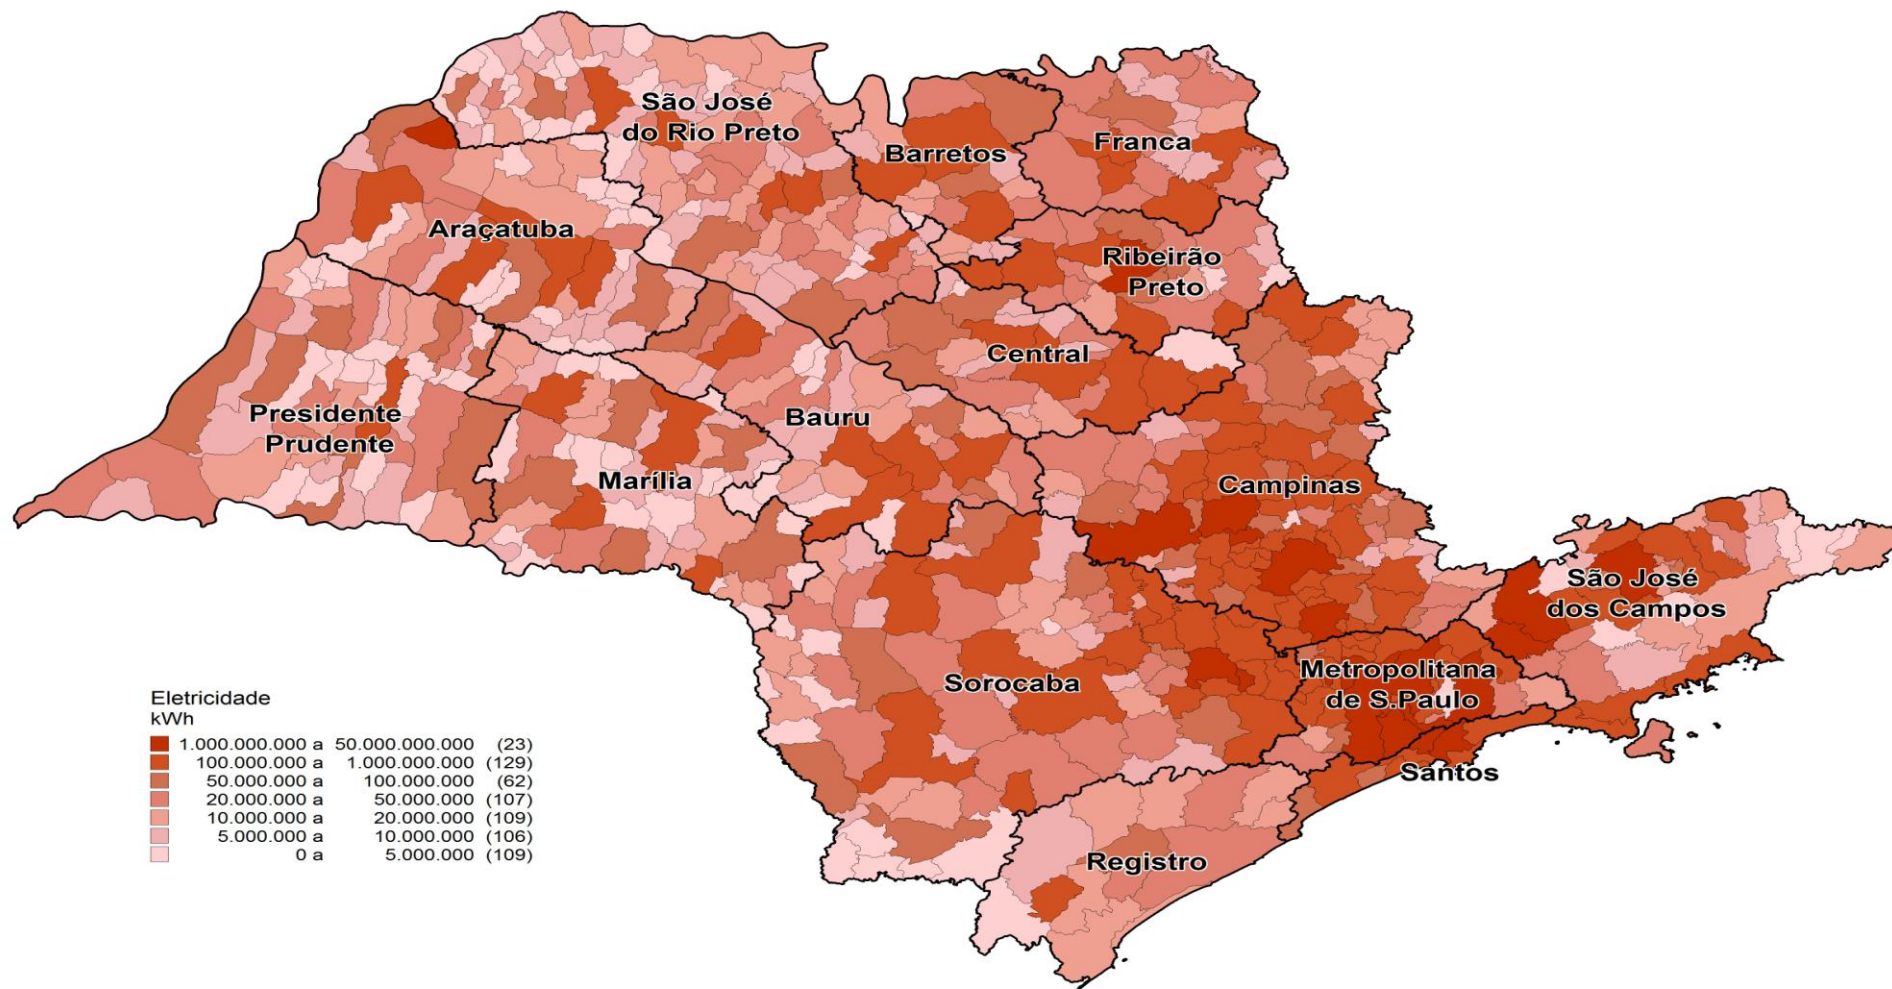 São José
do Rio Preto
Barretos
Franca
Araçatuba
Ribeirão
Preto
Central
Presidente
Prudente
Bauru
Marília
Campinas
São José
dos Campos
Sorocaba
Metropolitana
de S.Paulo
Santos
Registro
Eletricidade
kWh
1.000.000.000 a 50.000.000.000 (23)
100.000.000 a 1.000.000.000 (129)
50.000.000 a 100.000.000 (62)
20.000.000 a 50.000.000 (107)
10.000.000 a 20.000.000 (109)
5.000.000 a 10.000.000 (106)
0 a 5.000.000 (109)